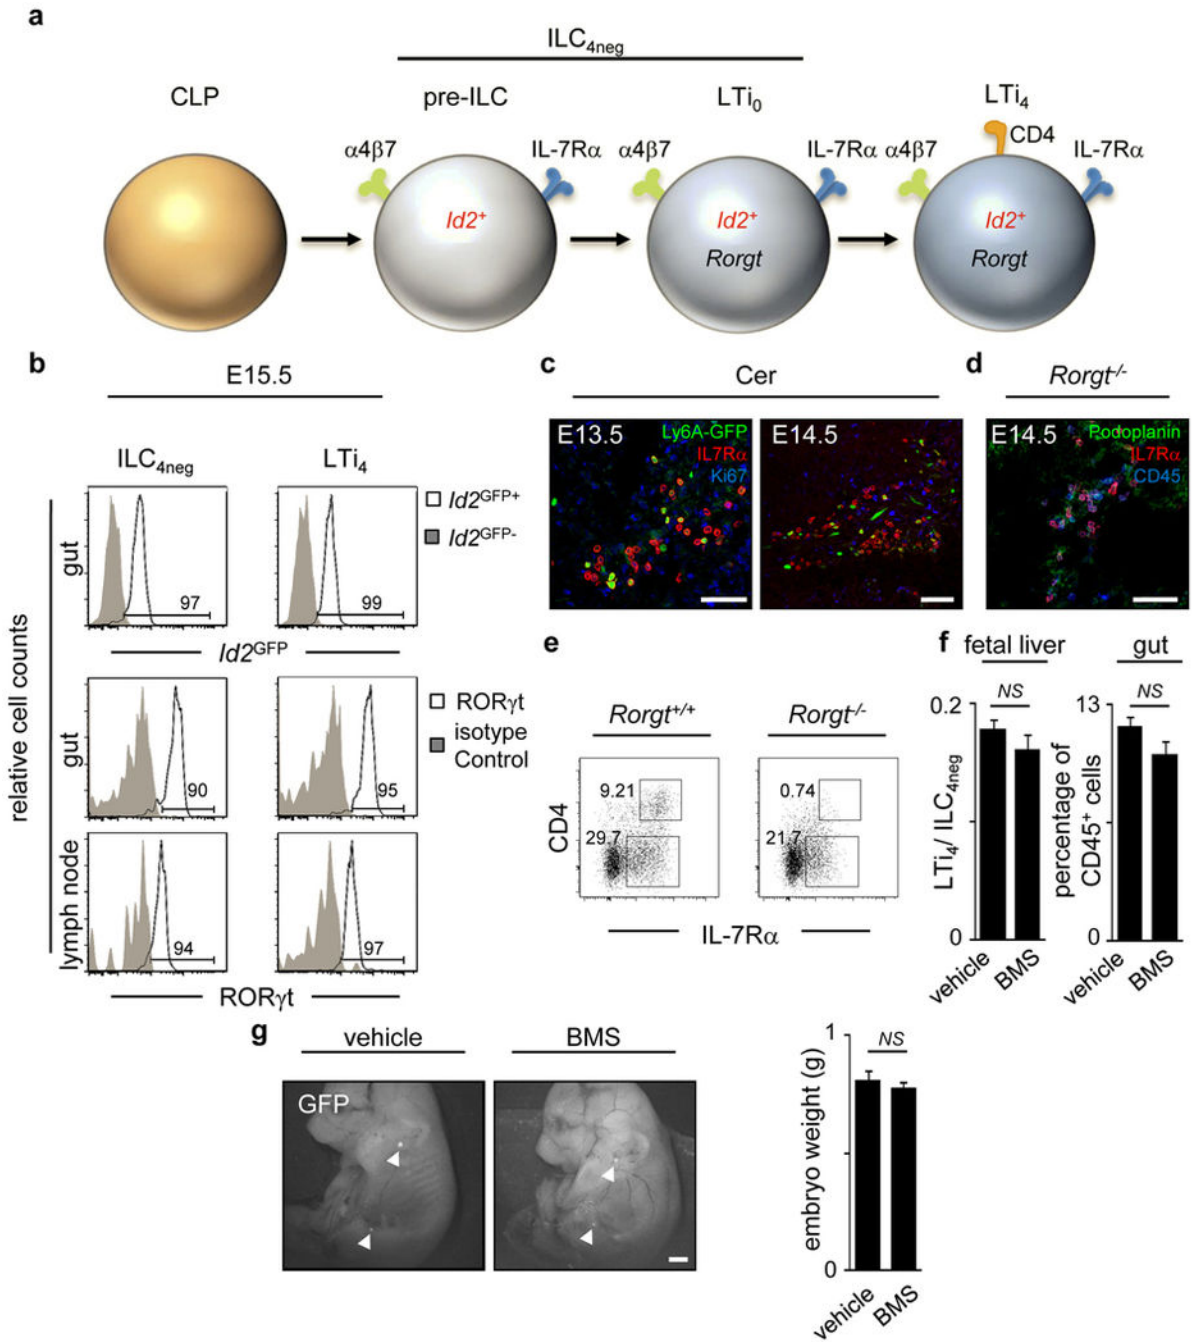 a
ILC4neg
CLP
pre-ILC
LTi0
LTi4
α4β7
IL-7Rα
α4β7
IL-7Rα
α4β7
CD4
IL-7Rα
Id2+
Id2+
Rorgt
Id2+
Rorgt
b
E15.5
ILC4neg
LTi4
Id2GFP+
Id2GFP-
relative cell counts
gut
97
99
Id2GFP
gut
90
95
RORγt
isotype
Control
lymph node
94
97
RORγt
c
Cer
E13.5
Ly6A-GFP
IL7Rα
Ki67
E14.5
d
Rorgt-/-
E14.5
Podoplanin
IL7Rα
CD45
e
Rorgt+/+
Rorgt-/-
CD4
9.21
29.7
0.74
21.7
IL-7Rα
f
fetal liver
gut
NS
NS
0.2
0
LTi4/ ILC4neg
vehicle
BMS
13
0
percentage of
CD45+ cells
vehicle
BMS
g
vehicle
BMS
GFP
1
0
NS
embryo weight (g)
vehicle
BMS